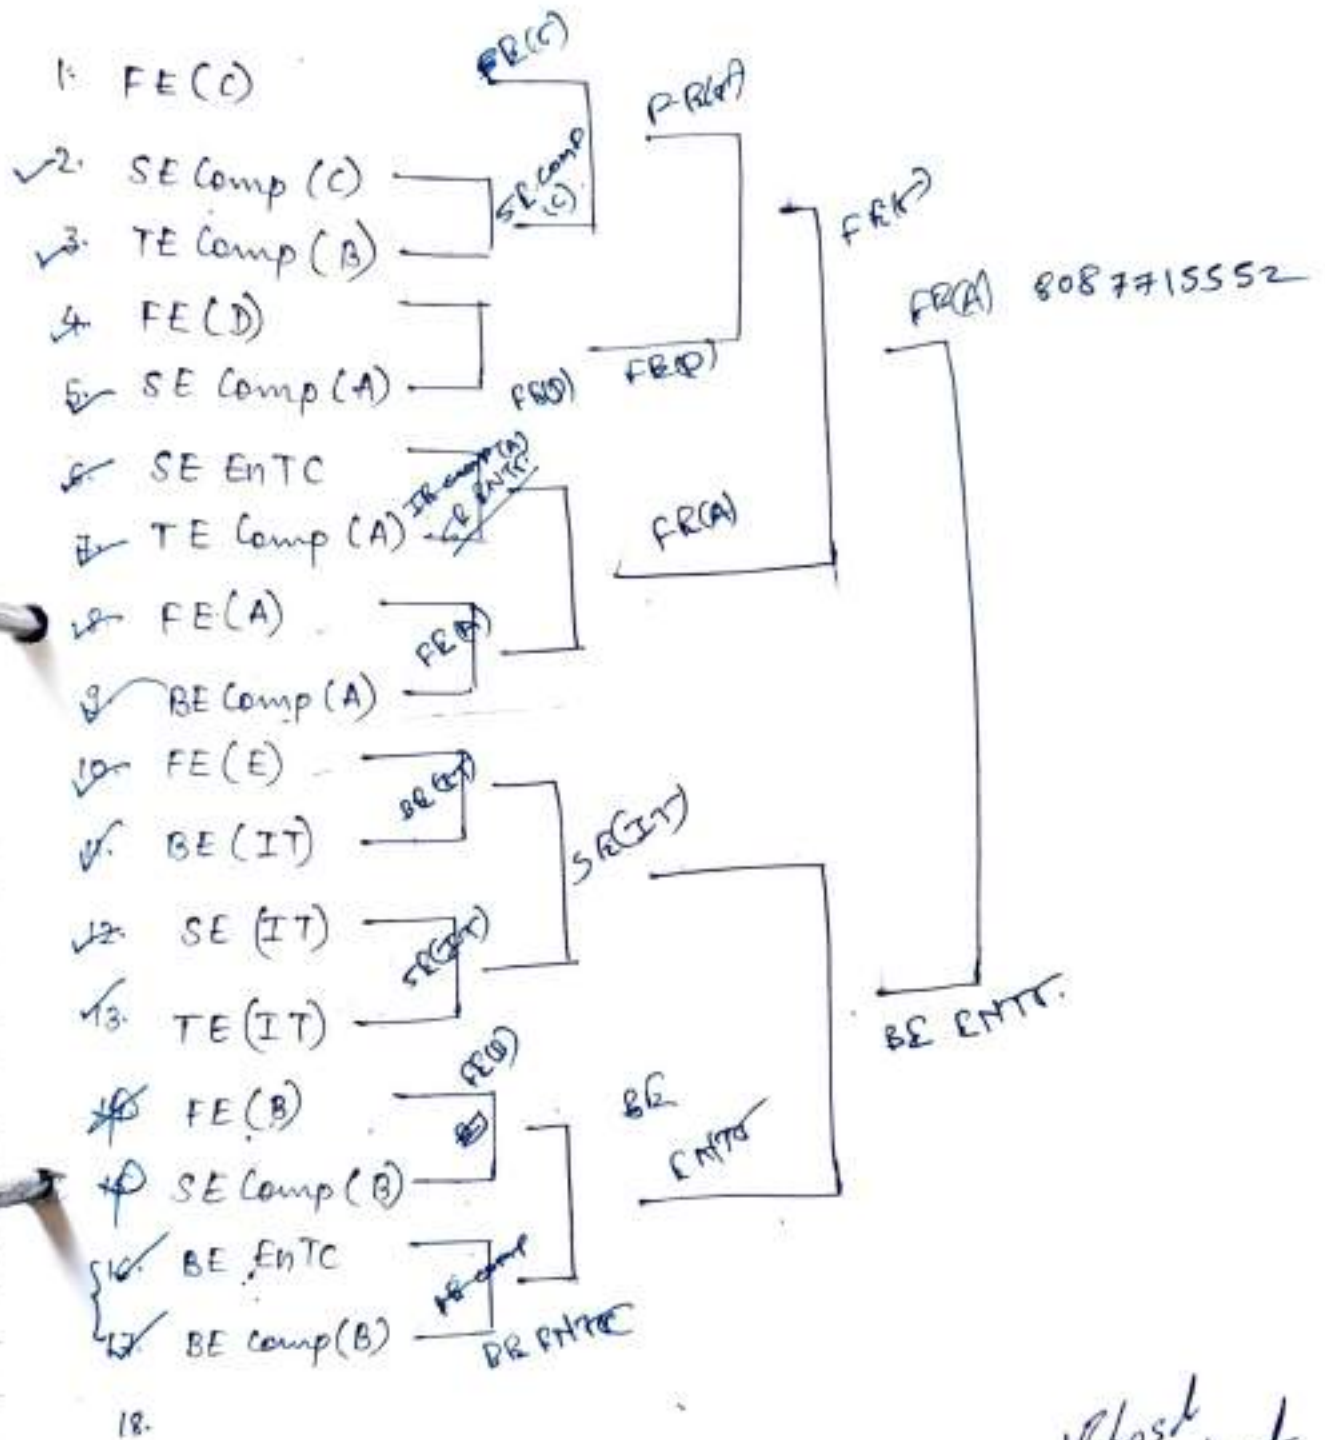 1. FE(C)
FE(C)
2. SE Comp (C)
SE Comp (C)
3. TE Comp (B)
4. FE(D)
5. SE Comp (A)
FE(D)
FE(D)
6. SE EnTC
7. TE Comp (A)
SE ENTC
FE(A)
8. FE(A)
FE(A)
9. BE Comp (A)
FE(A) 8087715552
10. FE(E)
BE(IT)
11. BE(IT)
SE(IT)
12. SE (IT)
SE(IT)
13. TE (IT)
BE ENTC.
FE(B)
14 FE(B)
BE
ENTC
15 SE Comp (B)
16. BE EnTC
17. BE Comp (B)
BE ENTC
18.